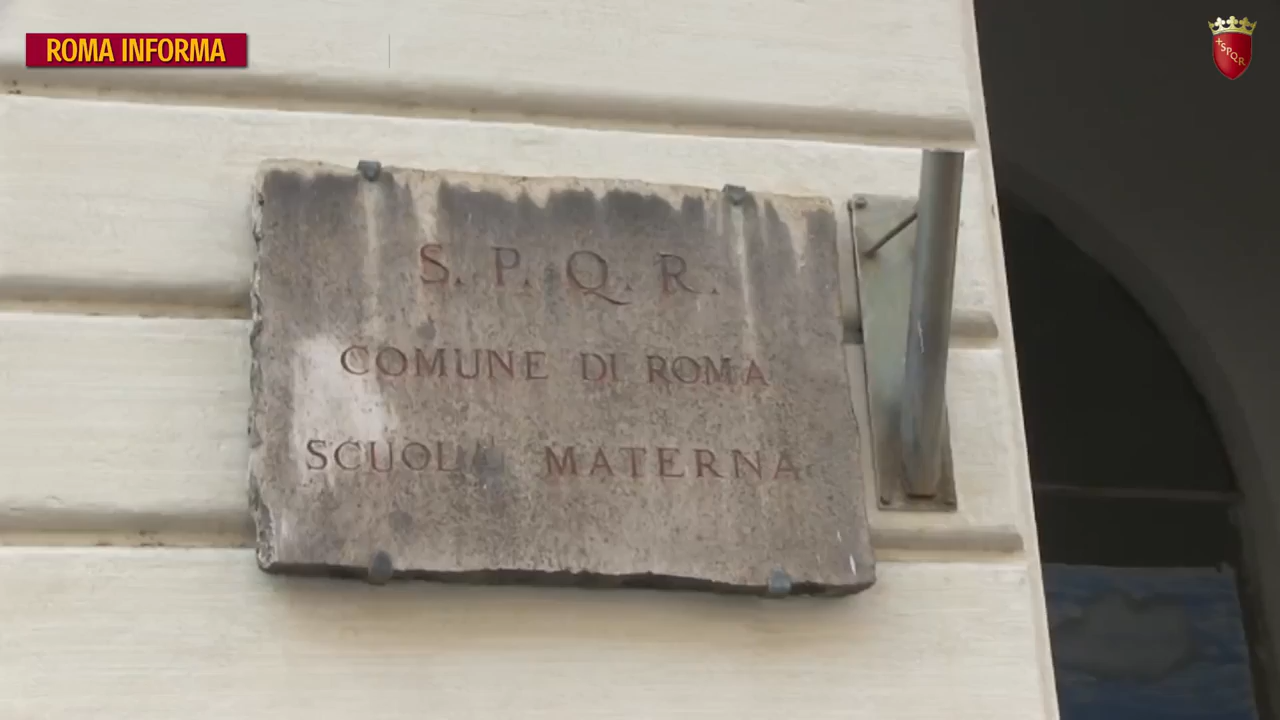 ROMA INFORMA
SPQR
S. P. Q. R.
COMUNE DI ROMA
SCUOLA MATERNA